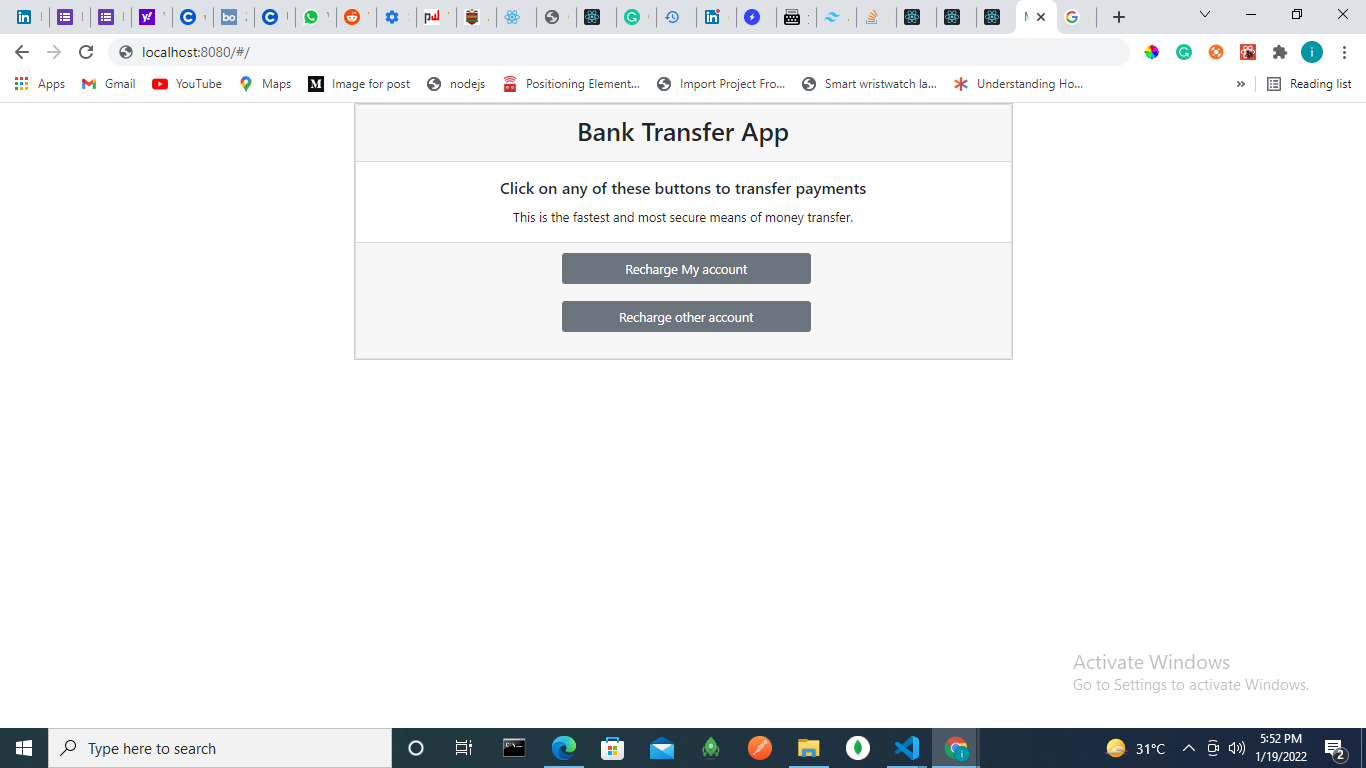 localhost:8080/#/
Apps Gmail YouTube Maps Image for post nodejs Positioning Element... Import Project Fro... Smart wristwatch la... Understanding Ho... » Reading list
Bank Transfer App
Click on any of these buttons to transfer payments
This is the fastest and most secure means of money transfer.
Recharge My account
Recharge other account
Activate Windows
Go to Settings to activate Windows.
Type here to search
31°C
5:52 PM
1/19/2022
2